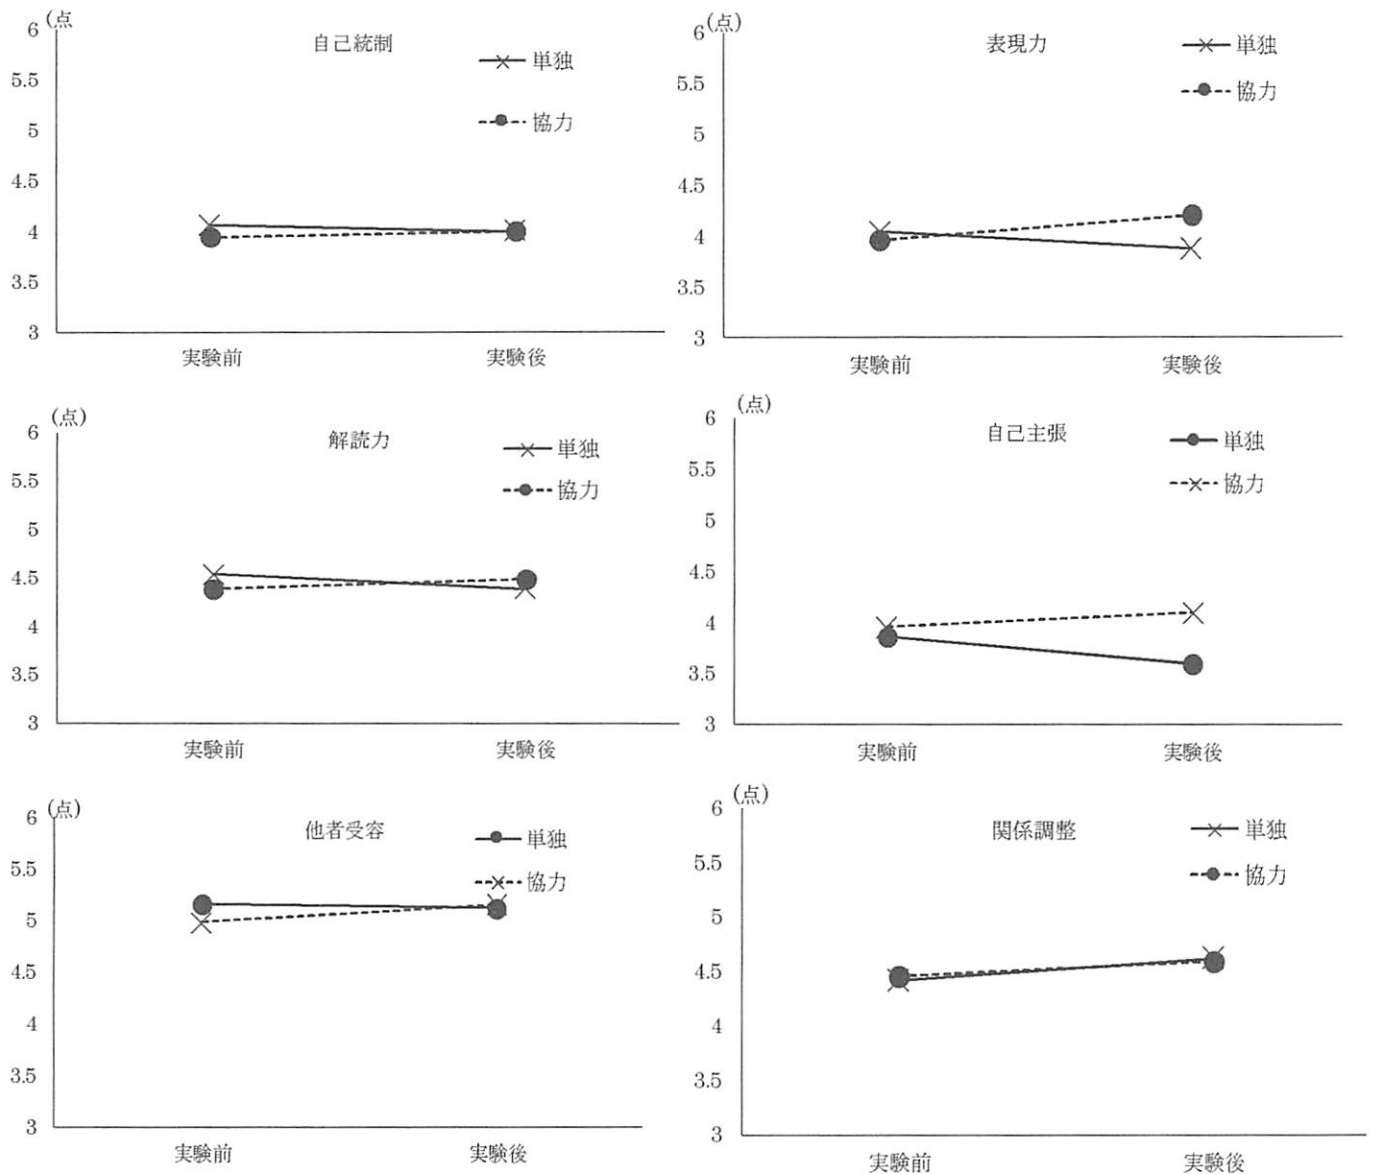 (点
6
自己統制
単独
5.5
協力
5
4.5
4
3.5
3
実験前
実験後
(点)
6
表現力
単独
5.5
協力
5
4.5
4
3.5
3
実験前
実験後
(点)
6
解読力
単独
5.5
協力
5
4.5
4
3.5
3
実験前
実験後
(点)
6
自己主張
単独
5.5
協力
5
4.5
4
3.5
3
実験前
実験後
(点)
6
他者受容
単独
5.5
協力
5
4.5
4
3.5
3
実験前
実験後
(点)
6
関係調整
単独
5.5
協力
5
4.5
4
3.5
3
実験前
実験後